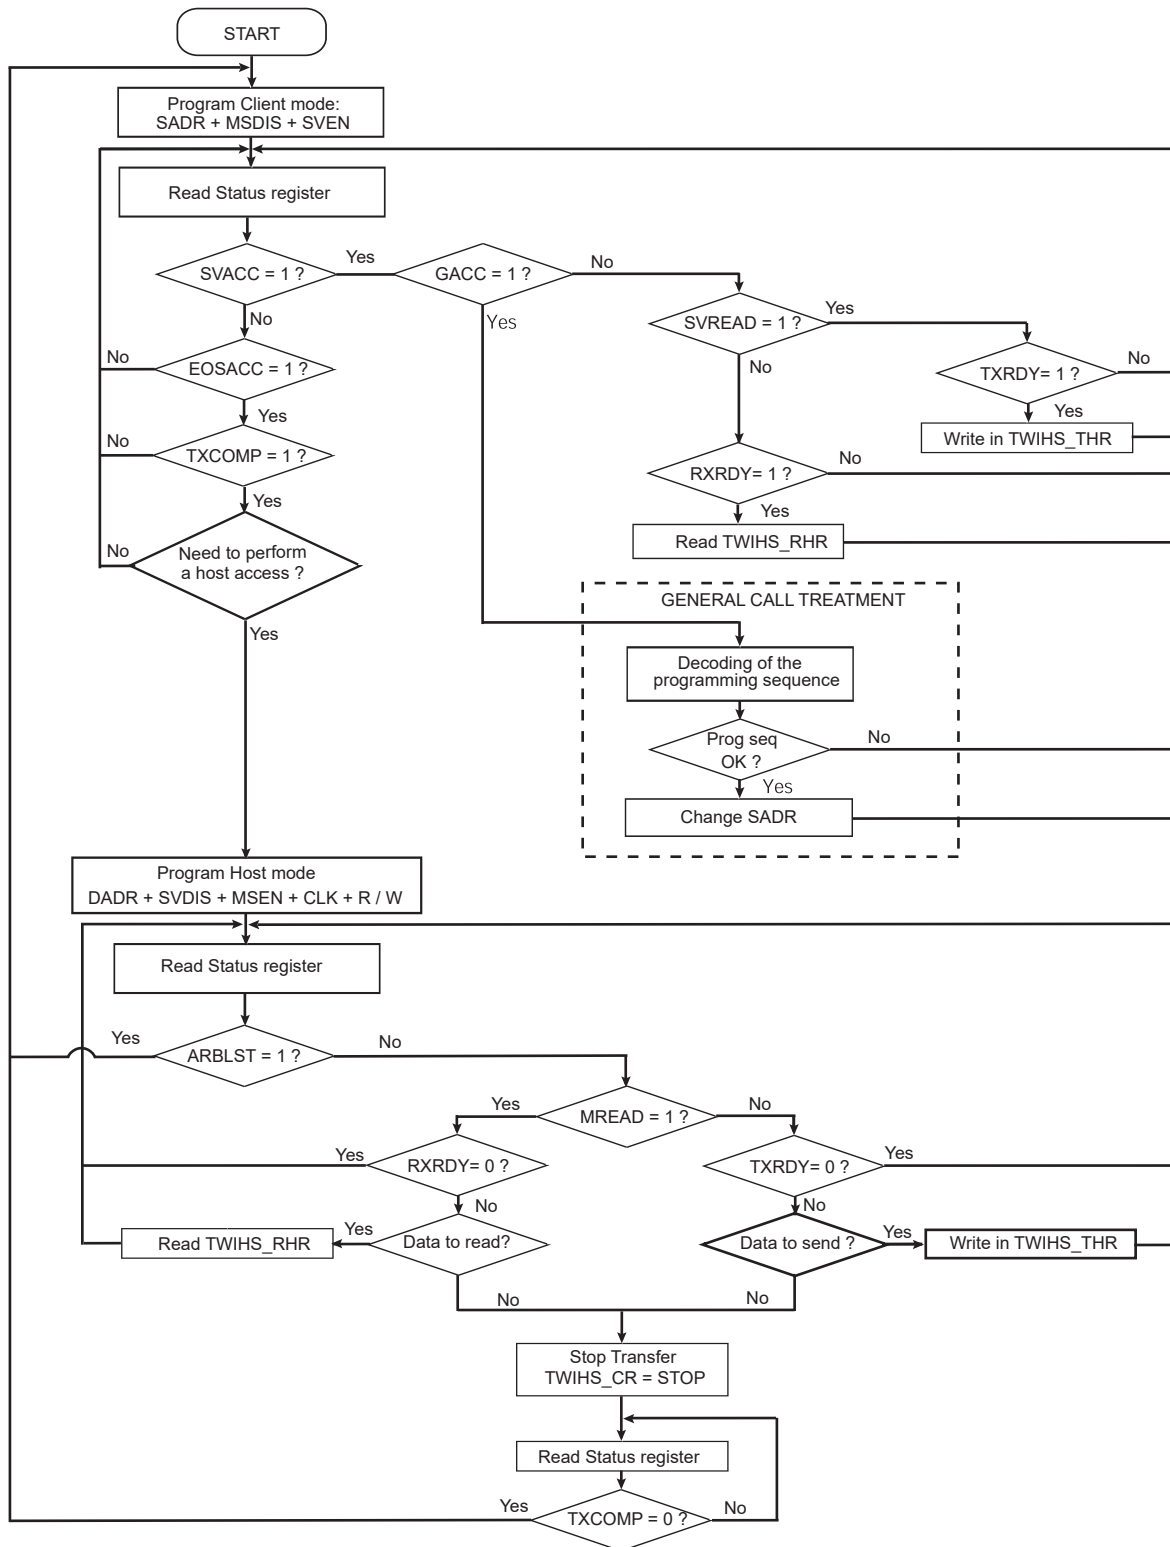 START
Program Client mode:
SADR + MSDIS + SVEN
Read Status register
SVACC = 1 ?
Yes
GACC = 1 ?
No
SVREAD = 1 ?
Yes
No
Yes
No
EOSACC = 1 ?
No
TXRDY= 1 ?
No
Yes
Yes
Write in TWIHS_THR
No
TXCOMP = 1 ?
RXRDY= 1 ?
No
Yes
Yes
Read TWIHS_RHR
No
Need to perform
a host access ?
Yes
GENERAL CALL TREATMENT
Decoding of the
programming sequence
Prog seq
OK ?
No
Yes
Change SADR
Program Host mode
DADR + SVDIS + MSEN + CLK + R / W
Read Status register
Yes
ARBLST = 1 ?
No
Yes
MREAD = 1 ?
No
Yes
RXRDY= 0 ?
TXRDY= 0 ?
Yes
No
No
Read TWIHS_RHR
Yes
Data to read?
Data to send ?
Yes
Write in TWIHS_THR
No
No
Stop Transfer
TWIHS_CR = STOP
Read Status register
Yes
TXCOMP = 0 ?
No